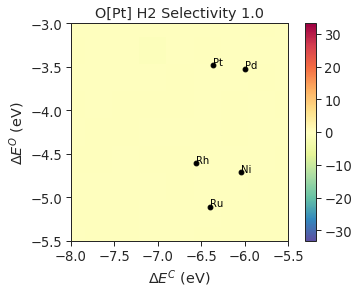 O[Pt] H2 Selectivity 1.0
−3.0
−3.5
−4.0
−4.5
−5.0
−5.5
ΔE^O (eV)
Pt
Pd
Rh
Ni
Ru
−8.0 −7.5 −7.0 −6.5 −6.0 −5.5
ΔE^C (eV)
30
20
10
0
−10
−20
−30